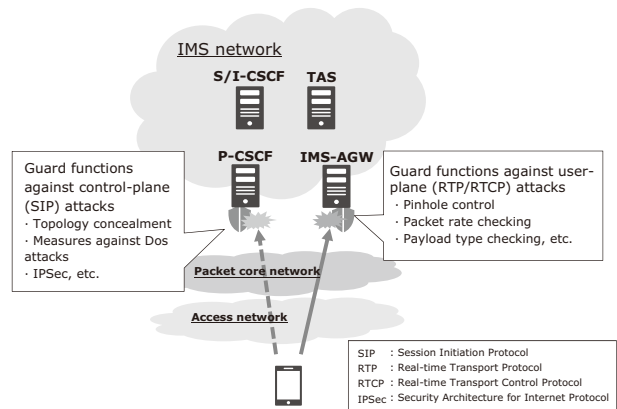 IMS network
S/I-CSCF TAS
P-CSCF IMS-AGW
Guard functions
against control-plane
(SIP) attacks
· Topology concealment
· Measures against Dos
attacks
· IPSec, etc.
Guard functions against user-
plane (RTP/RTCP) attacks
· Pinhole control
· Packet rate checking
· Payload type checking, etc.
Packet core network
Access network
SIP : Session Initiation Protocol
RTP : Real-time Transport Protocol
RTCP : Real-time Transport Control Protocol
IPSec : Security Architecture for Internet Protocol